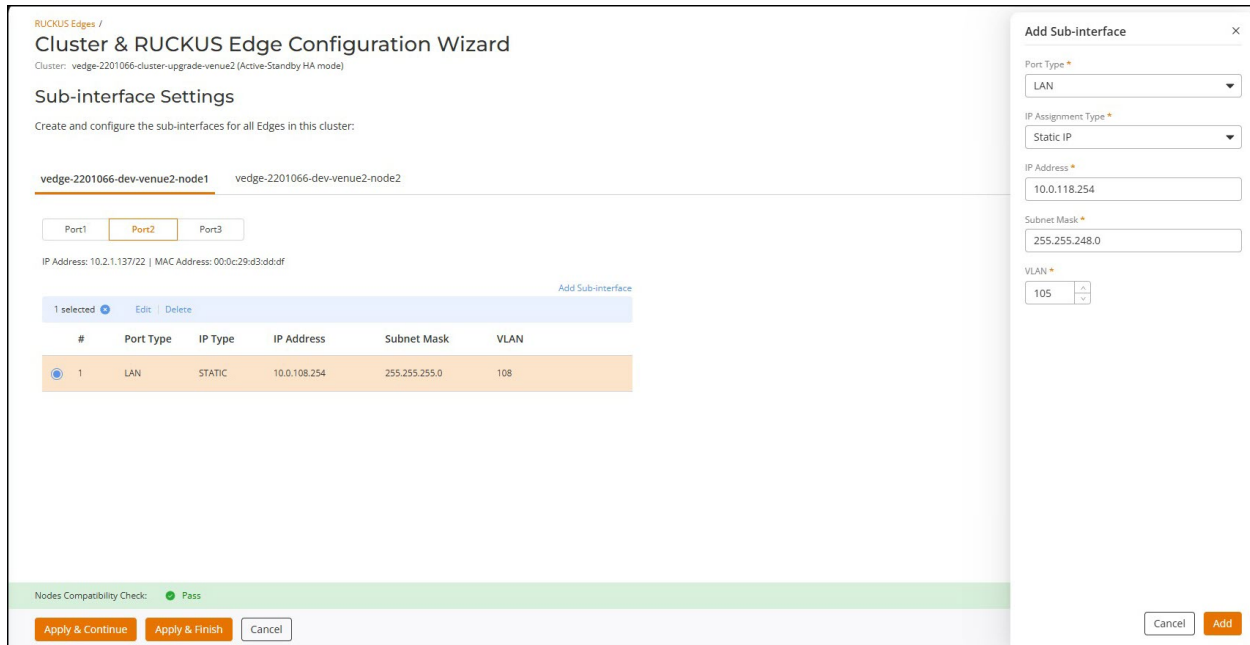 RUCKUS Edges /
Cluster & RUCKUS Edge Configuration Wizard
Cluster: vedge-2201066-cluster-upgrade-venue2 (Active-Standby HA mode)
Sub-interface Settings
Create and configure the sub-interfaces for all Edges in this cluster:
vedge-2201066-dev-venue2-node1 vedge-2201066-dev-venue2-node2
Port1 Port2 Port3
IP Address: 10.2.1.137/22 | MAC Address: 00:0c:29:d3:dd:df
Add Sub-interface
1 selected Edit | Delete
# Port Type IP Type IP Address Subnet Mask VLAN
1 LAN STATIC 10.0.108.254 255.255.255.0 108
Nodes Compatibility Check: Pass
Apply & Continue Apply & Finish Cancel
Add Sub-interface
Port Type *
LAN
IP Assignment Type *
Static IP
IP Address *
10.0.118.254
Subnet Mask *
255.255.248.0
VLAN *
105
Cancel Add